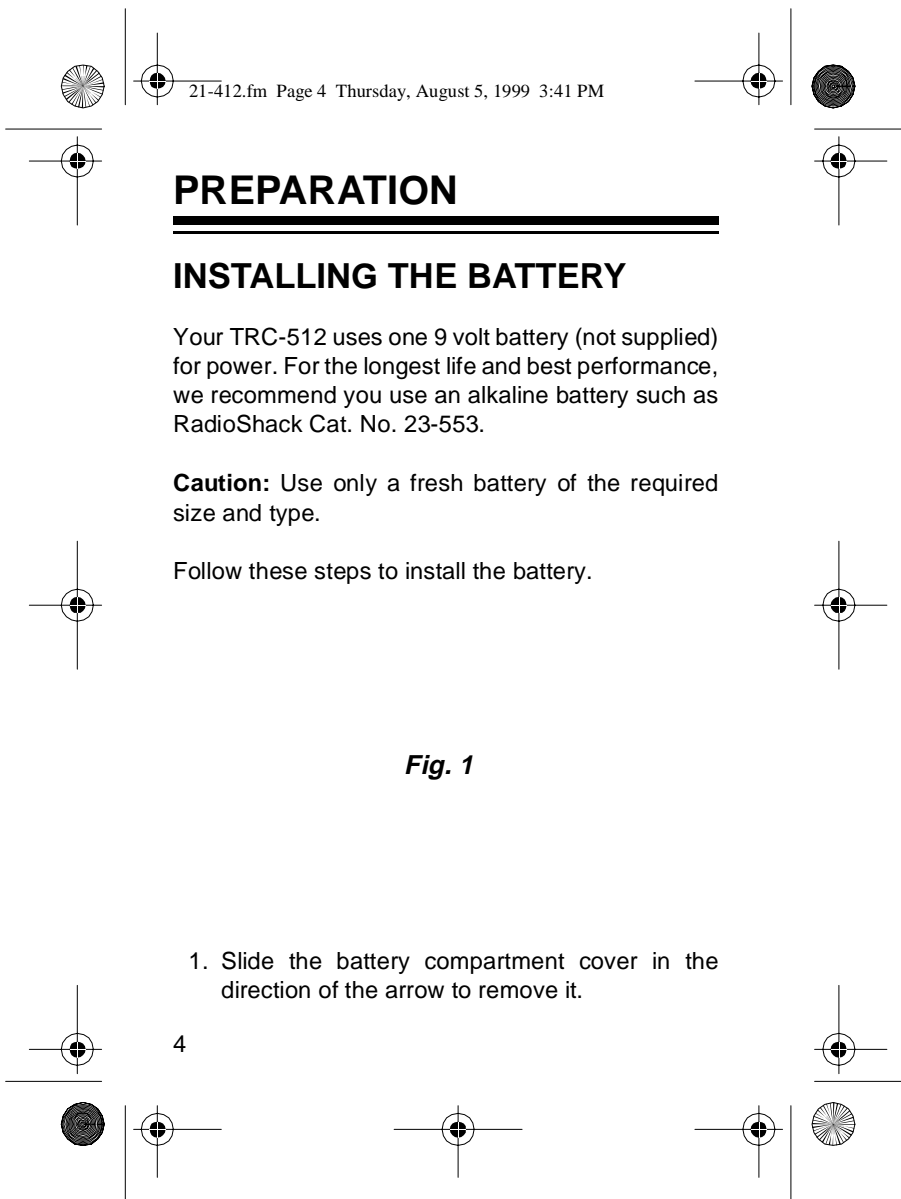 21-412.fm Page 4 Thursday, August 5, 1999 3:41 PM
PREPARATION
INSTALLING THE BATTERY
Your TRC-512 uses one 9 volt battery (not supplied)
for power. For the longest life and best performance,
we recommend you use an alkaline battery such as
RadioShack Cat. No. 23-553.
Caution: Use only a fresh battery of the required
size and type.
Follow these steps to install the battery.
Fig. 1
1. Slide the battery compartment cover in the
direction of the arrow to remove it.
4